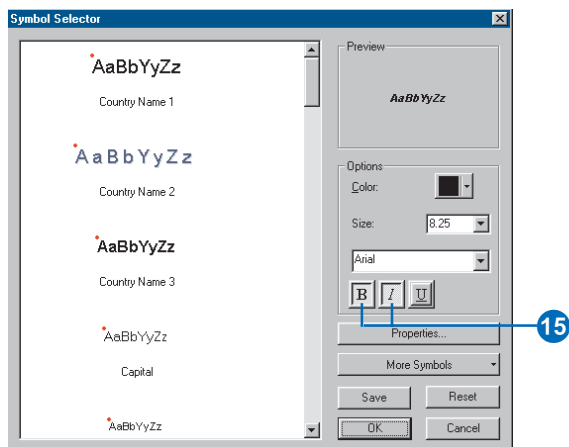 Symbol Selector
AaBbYyZz
Country Name 1
AaBbYyZz
Country Name 2
AaBbYyZz
Country Name 3
AaBbYyZz
Capital
AaBbYyZz
Preview
AaBbYyZz
Options
Color:
Size: 8.25
Arial
B I U
15
Properties...
More Symbols
Save Reset
OK Cancel